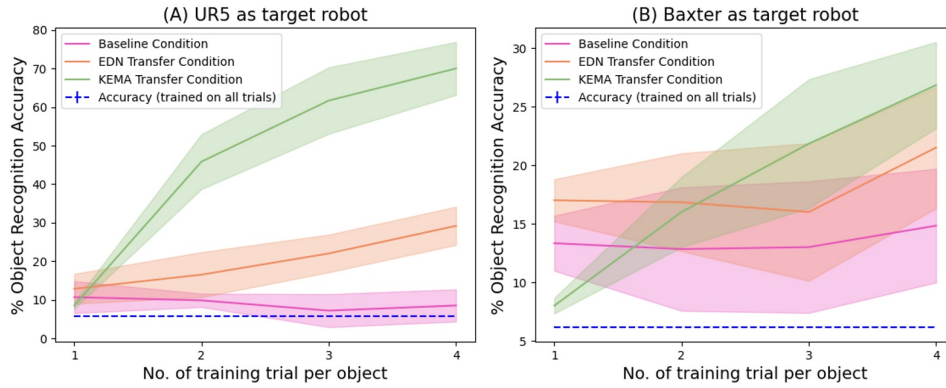 (A) UR5 as target robot
80
70
60
50
40
30
20
10
0
% Object Recognition Accuracy
Baseline Condition
EDN Transfer Condition
KEMA Transfer Condition
Accuracy (trained on all trials)
1 2 3 4
No. of training trial per object
(B) Baxter as target robot
30
25
20
15
10
5
% Object Recognition Accuracy
Baseline Condition
EDN Transfer Condition
KEMA Transfer Condition
Accuracy (trained on all trials)
1 2 3 4
No. of training trial per object